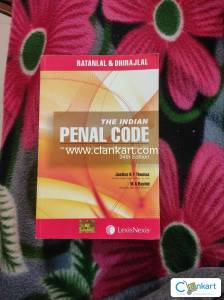 RATANLAL & DHIRAJLAL
THE INDIAN
PENAL CODE
www.clankart.com
34th Edition
Justice K T Thomas
M A Rashid
LexisNexis
clankart